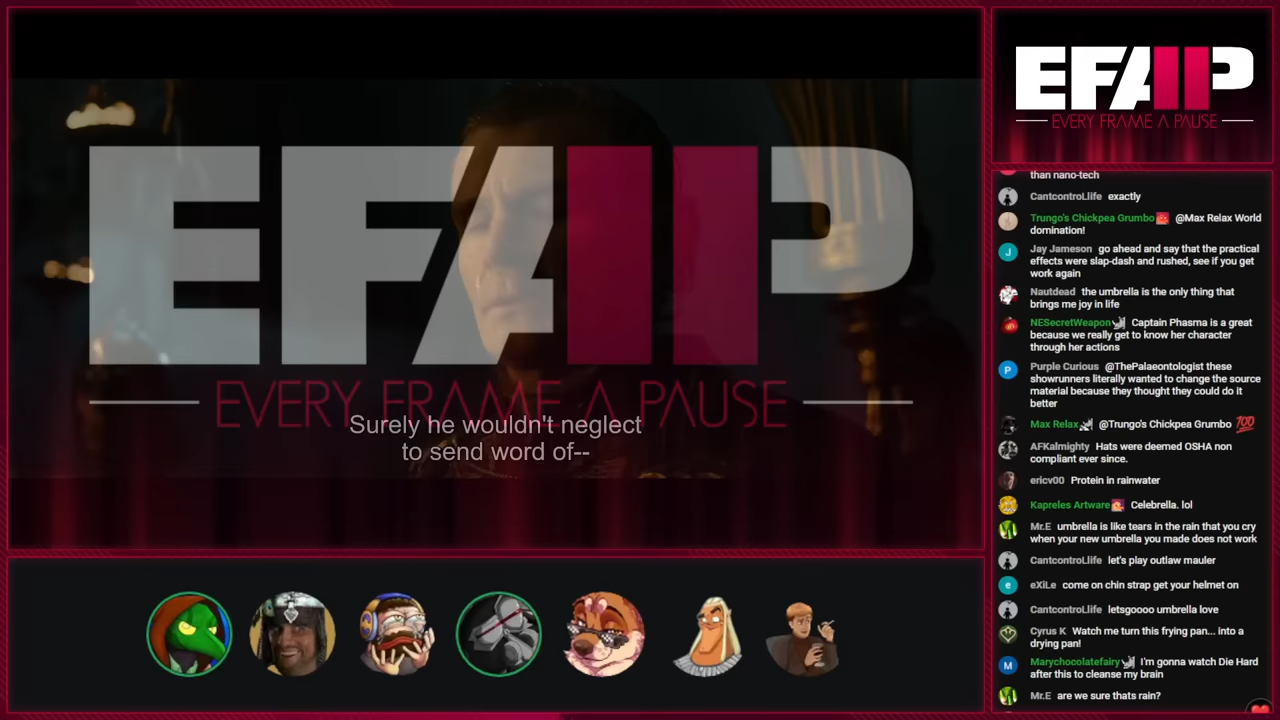 EFAP
EVERY FRAME A PAUSE
Surely he wouldn't neglect
to send word of--
EFAP
EVERY FRAME A PAUSE
than nano-tech
CantcontroLlife exactly
Trungo's Chickpea Grumbo @Max Relax World
domination!
Jay Jameson go ahead and say that the practical
effects were slap-dash and rushed, see if you get
work again
Nautdead the umbrella is the only thing that
brings me joy in life
NESecretWeapon Captain Phasma is a great
because we really get to know her character
through her actions
Purple Curious @ThePalaeontologist these
showrunners literally wanted to change the source
material because they thought they could do it
better
Max Relax @Trungo's Chickpea Grumbo 100
AFKalmighty Hats were deemed OSHA non
compliant ever since.
ericv00 Protein in rainwater
Kapreles Artware Celebrella. lol
Mr.E umbrella is like tears in the rain that you cry
when your new umbrella you made does not work
CantcontroLlife let's play outlaw mauler
eXiLe come on chin strap get your helmet on
CantcontroLlife letsgoooo umbrella love
Cyrus K Watch me turn this frying pan... into a
drying pan!
Marychocolatefairy I'm gonna watch Die Hard
after this to cleanse my brain
Mr.E are we sure thats rain?